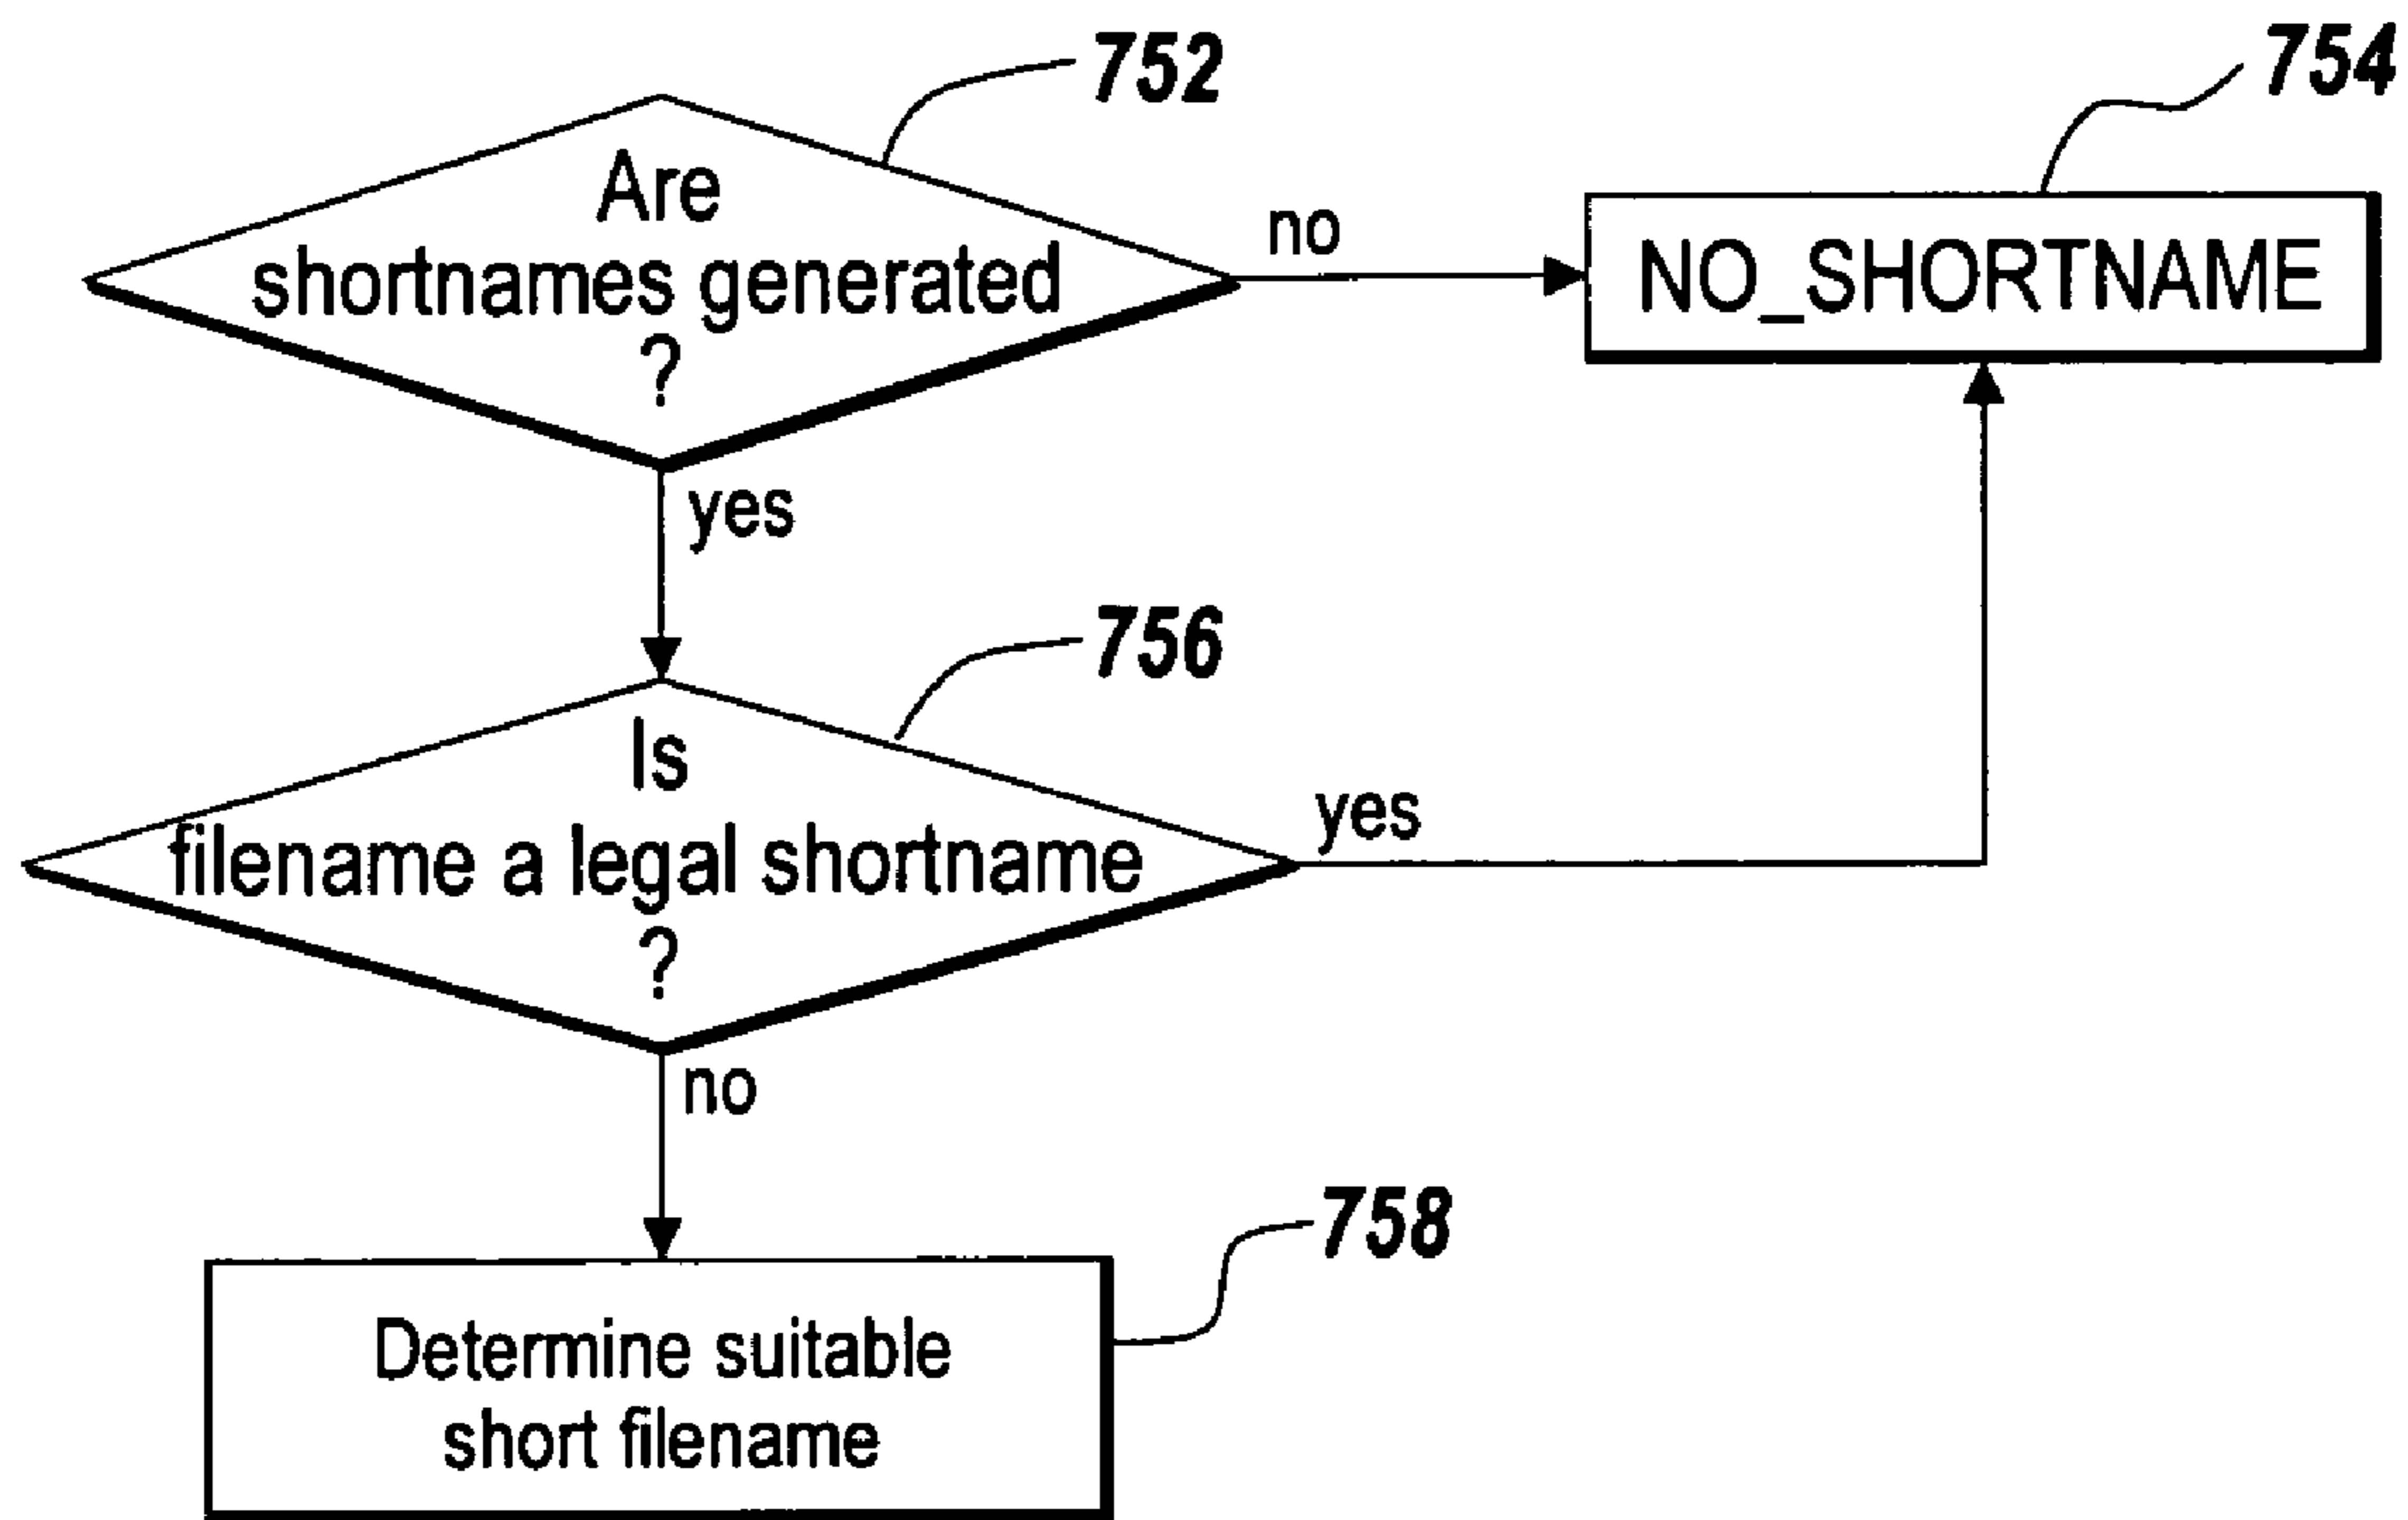 752
754
Are
shortnames generated
?
no
NO_SHORTNAME
yes
756
Is
filename a legal shortname
?
yes
no
758
Determine suitable
short filename